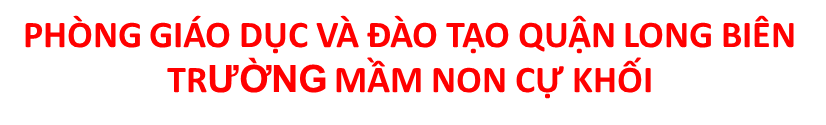 PHÒNG GIÁO DỤC VÀ ĐÀO TẠO QUẬN LONG BIÊN
TRƯỜNG MẦM NON CỰ KHỐI